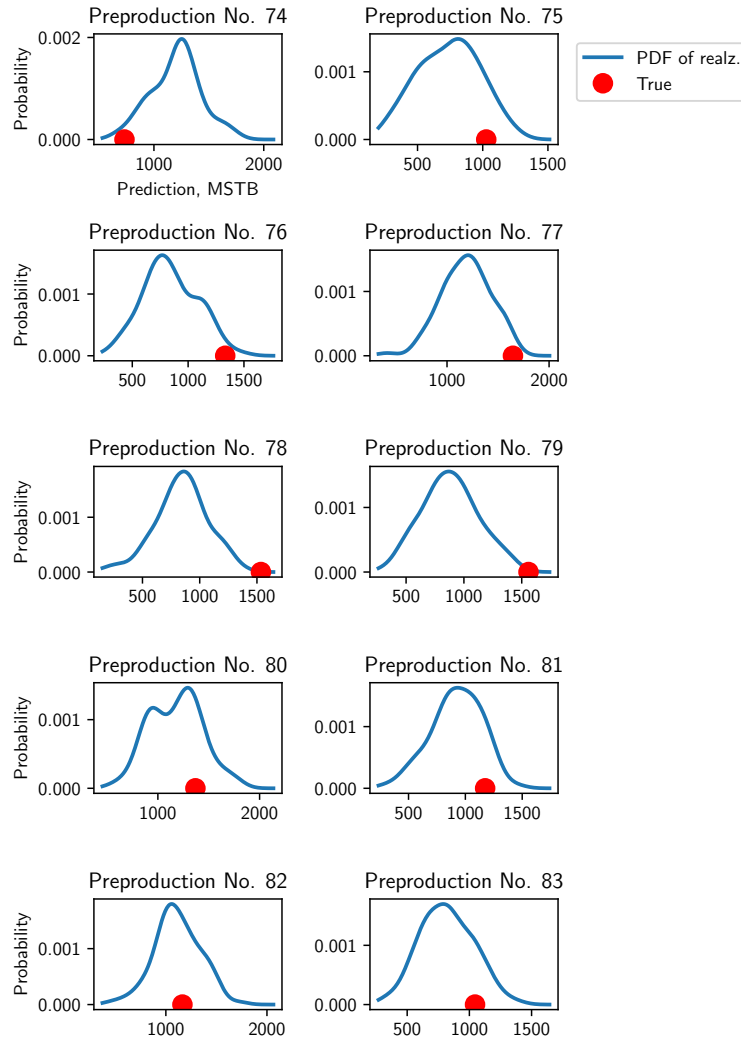 Preproduction No. 74
Probability
0.002
0.000
1000
2000
Prediction, MSTB
Preproduction No. 75
0.001
0.000
500
1000
1500
PDF of realz.
True
Preproduction No. 76
Probability
0.001
0.000
500
1000
1500
Preproduction No. 77
0.001
0.000
1000
2000
Preproduction No. 78
Probability
0.001
0.000
500
1000
1500
Preproduction No. 79
0.001
0.000
500
1000
1500
Preproduction No. 80
Probability
0.001
0.000
1000
2000
Preproduction No. 81
0.001
0.000
500
1000
1500
Preproduction No. 82
Probability
0.001
0.000
1000
2000
Preproduction No. 83
0.001
0.000
500
1000
1500